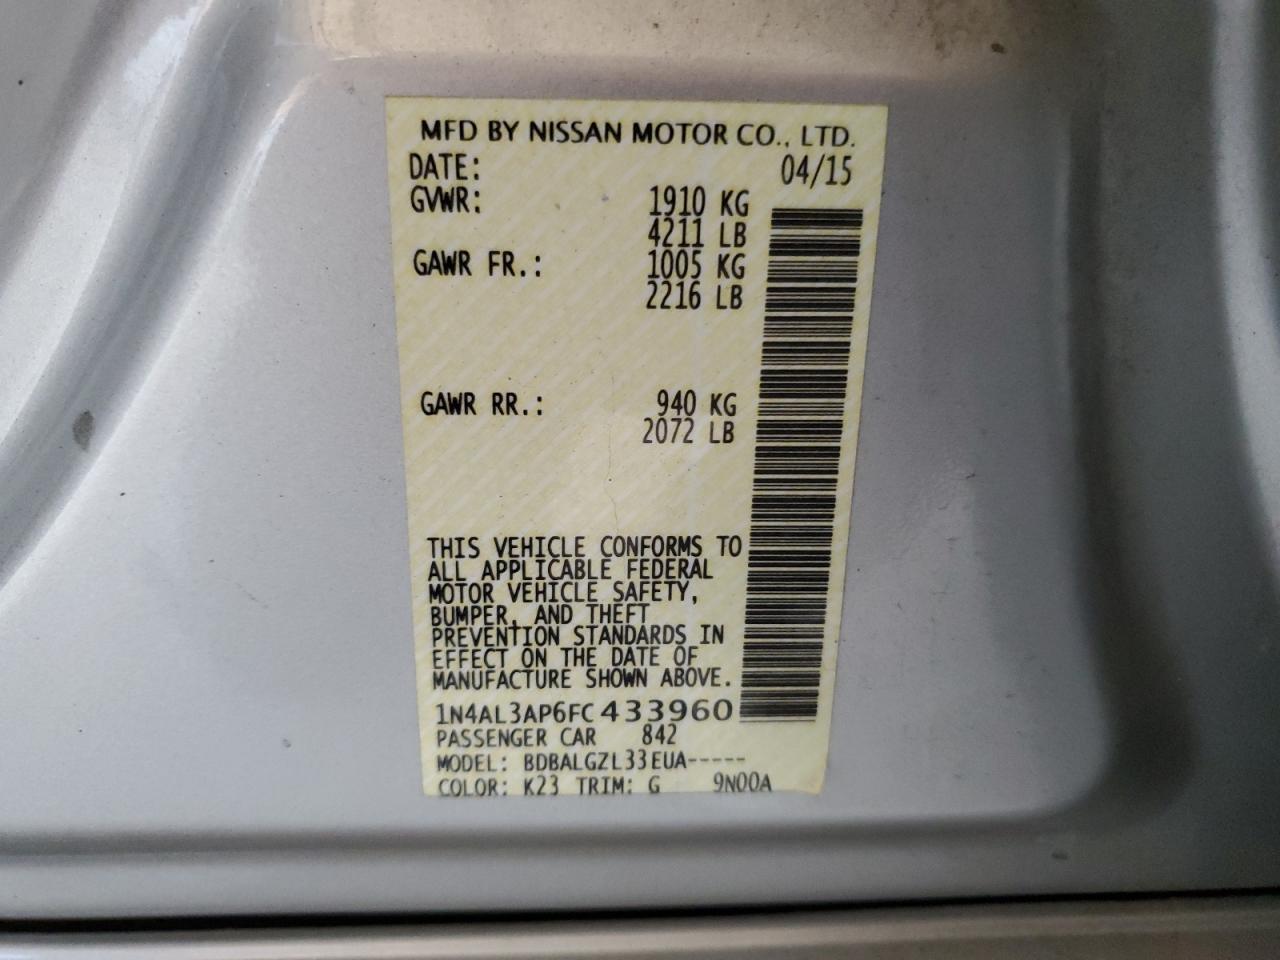 MFD BY NISSAN MOTOR CO., LTD.
DATE: 04/15
GVWR: 1910 KG
4211 LB
GAWR FR.: 1005 KG
2216 LB
GAWR RR.: 940 KG
2072 LB
THIS VEHICLE CONFORMS TO
ALL APPLICABLE FEDERAL
MOTOR VEHICLE SAFETY,
BUMPER, AND THEFT
PREVENTION STANDARDS IN
EFFECT ON THE DATE OF
MANUFACTURE SHOWN ABOVE.
1N4AL3AP6FC433960
PASSENGER CAR 842
MODEL: BDBALGZL33EUA-----
COLOR: K23 TRIM: G 9N00A